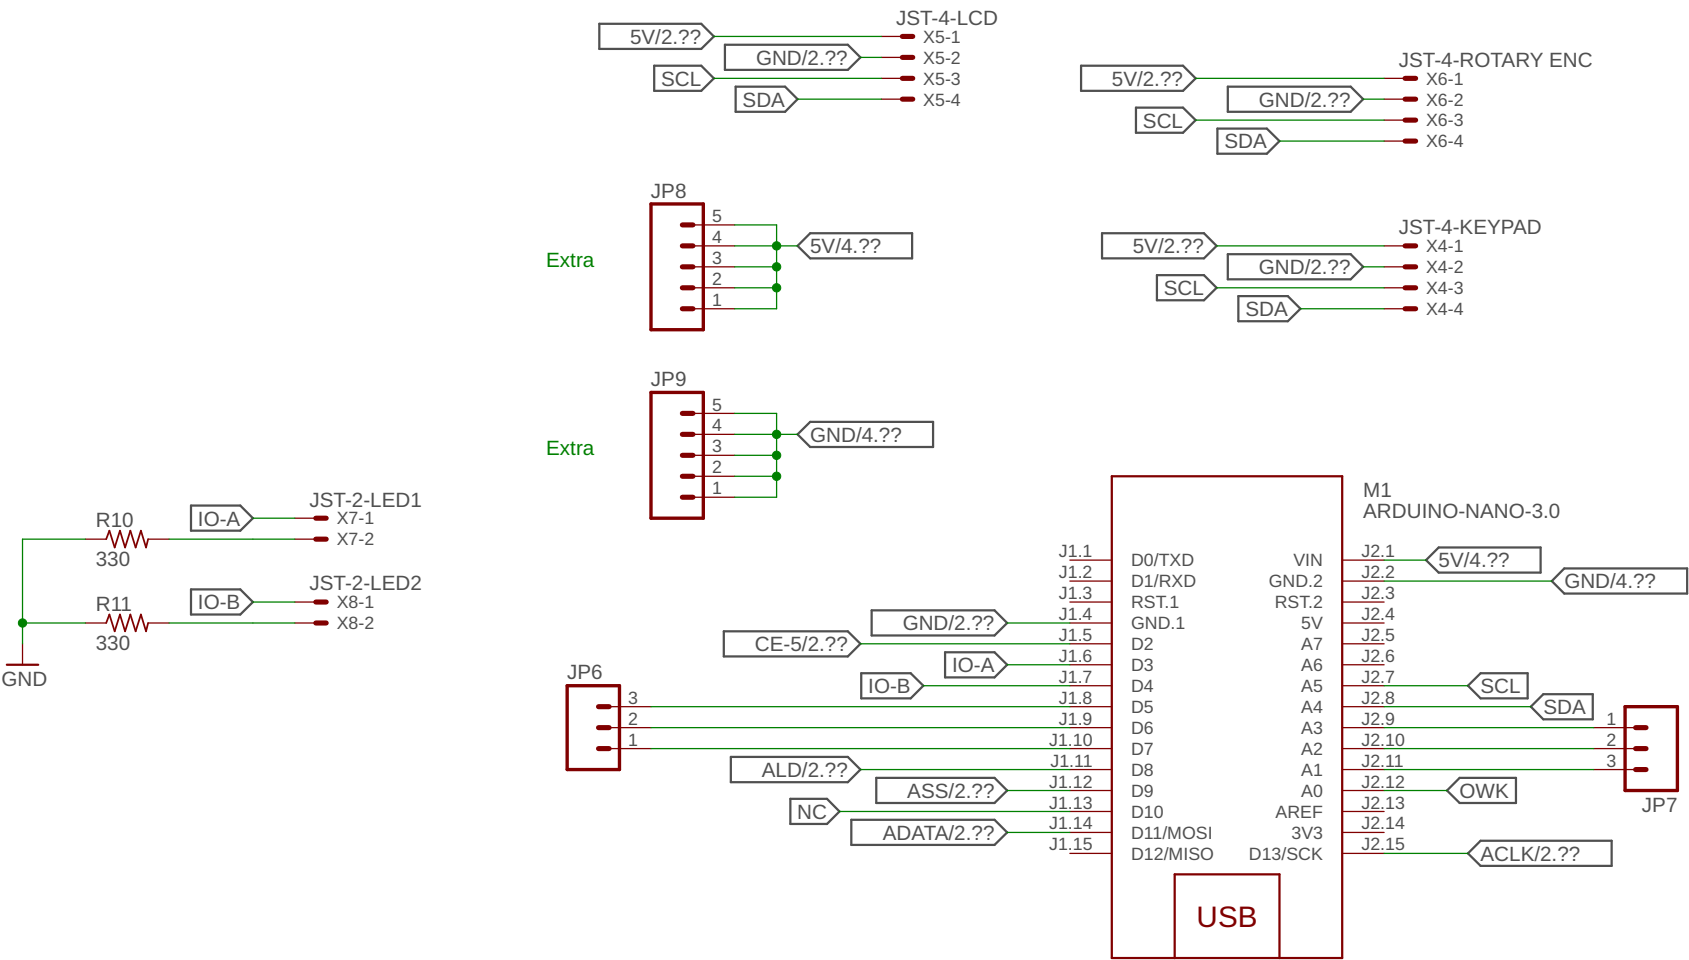 JST-4-LCD
5V/2.??
X5-1
GND/2.??
X5-2
SCL
X5-3
SDA
X5-4
JST-4-ROTARY ENC
5V/2.??
X6-1
GND/2.??
X6-2
SCL
X6-3
SDA
X6-4
JP8
5
4
3
2
1
5V/4.??
Extra
JST-4-KEYPAD
5V/2.??
X4-1
GND/2.??
X4-2
SCL
X4-3
SDA
X4-4
JP9
5
4
3
2
1
GND/4.??
Extra
JST-2-LED1
R10
330
IO-A
X7-1
X7-2
JST-2-LED2
R11
330
IO-B
X8-1
X8-2
GND
M1
ARDUINO-NANO-3.0
J1.1 D0/TXD VIN J2.1 5V/4.??
J1.2 D1/RXD GND.2 J2.2 GND/4.??
J1.3 RST.1 RST.2 J2.3
GND/2.?? J1.4 GND.1 5V J2.4
CE-5/2.?? J1.5 D2 A7 J2.5
IO-A J1.6 D3 A6 J2.6
IO-B J1.7 D4 A5 J2.7 SCL
JP6
3 J1.8 D5 A4 J2.8 SDA
2 J1.9 D6 A3 J2.9 1
1 J1.10 D7 A2 J2.10 2
ALD/2.?? J1.11 D8 A1 J2.11 3
JP7
ASS/2.?? J1.12 D9 A0 J2.12 OWK
NC J1.13 D10 AREF J2.13
ADATA/2.?? J1.14 D11/MOSI 3V3 J2.14
J1.15 D12/MISO D13/SCK J2.15 ACLK/2.??
USB